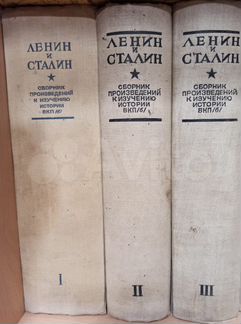 ЛЕНИН
И
СТАЛИН
СБОРНИК
ПРОИЗВЕДЕНИЙ
К ИЗУЧЕНИЮ
ИСТОРИИ
ВКП/б/
I
ЛЕНИН
И
СТАЛИН
СБОРНИК
ПРОИЗВЕДЕНИЙ
К ИЗУЧЕНИЮ
ИСТОРИИ
ВКП/б/
II
ЛЕНИН
И
СТАЛИН
СБОРНИК
ПРОИЗВЕДЕНИЙ
К ИЗУЧЕНИЮ
ИСТОРИИ
ВКП/б/
III